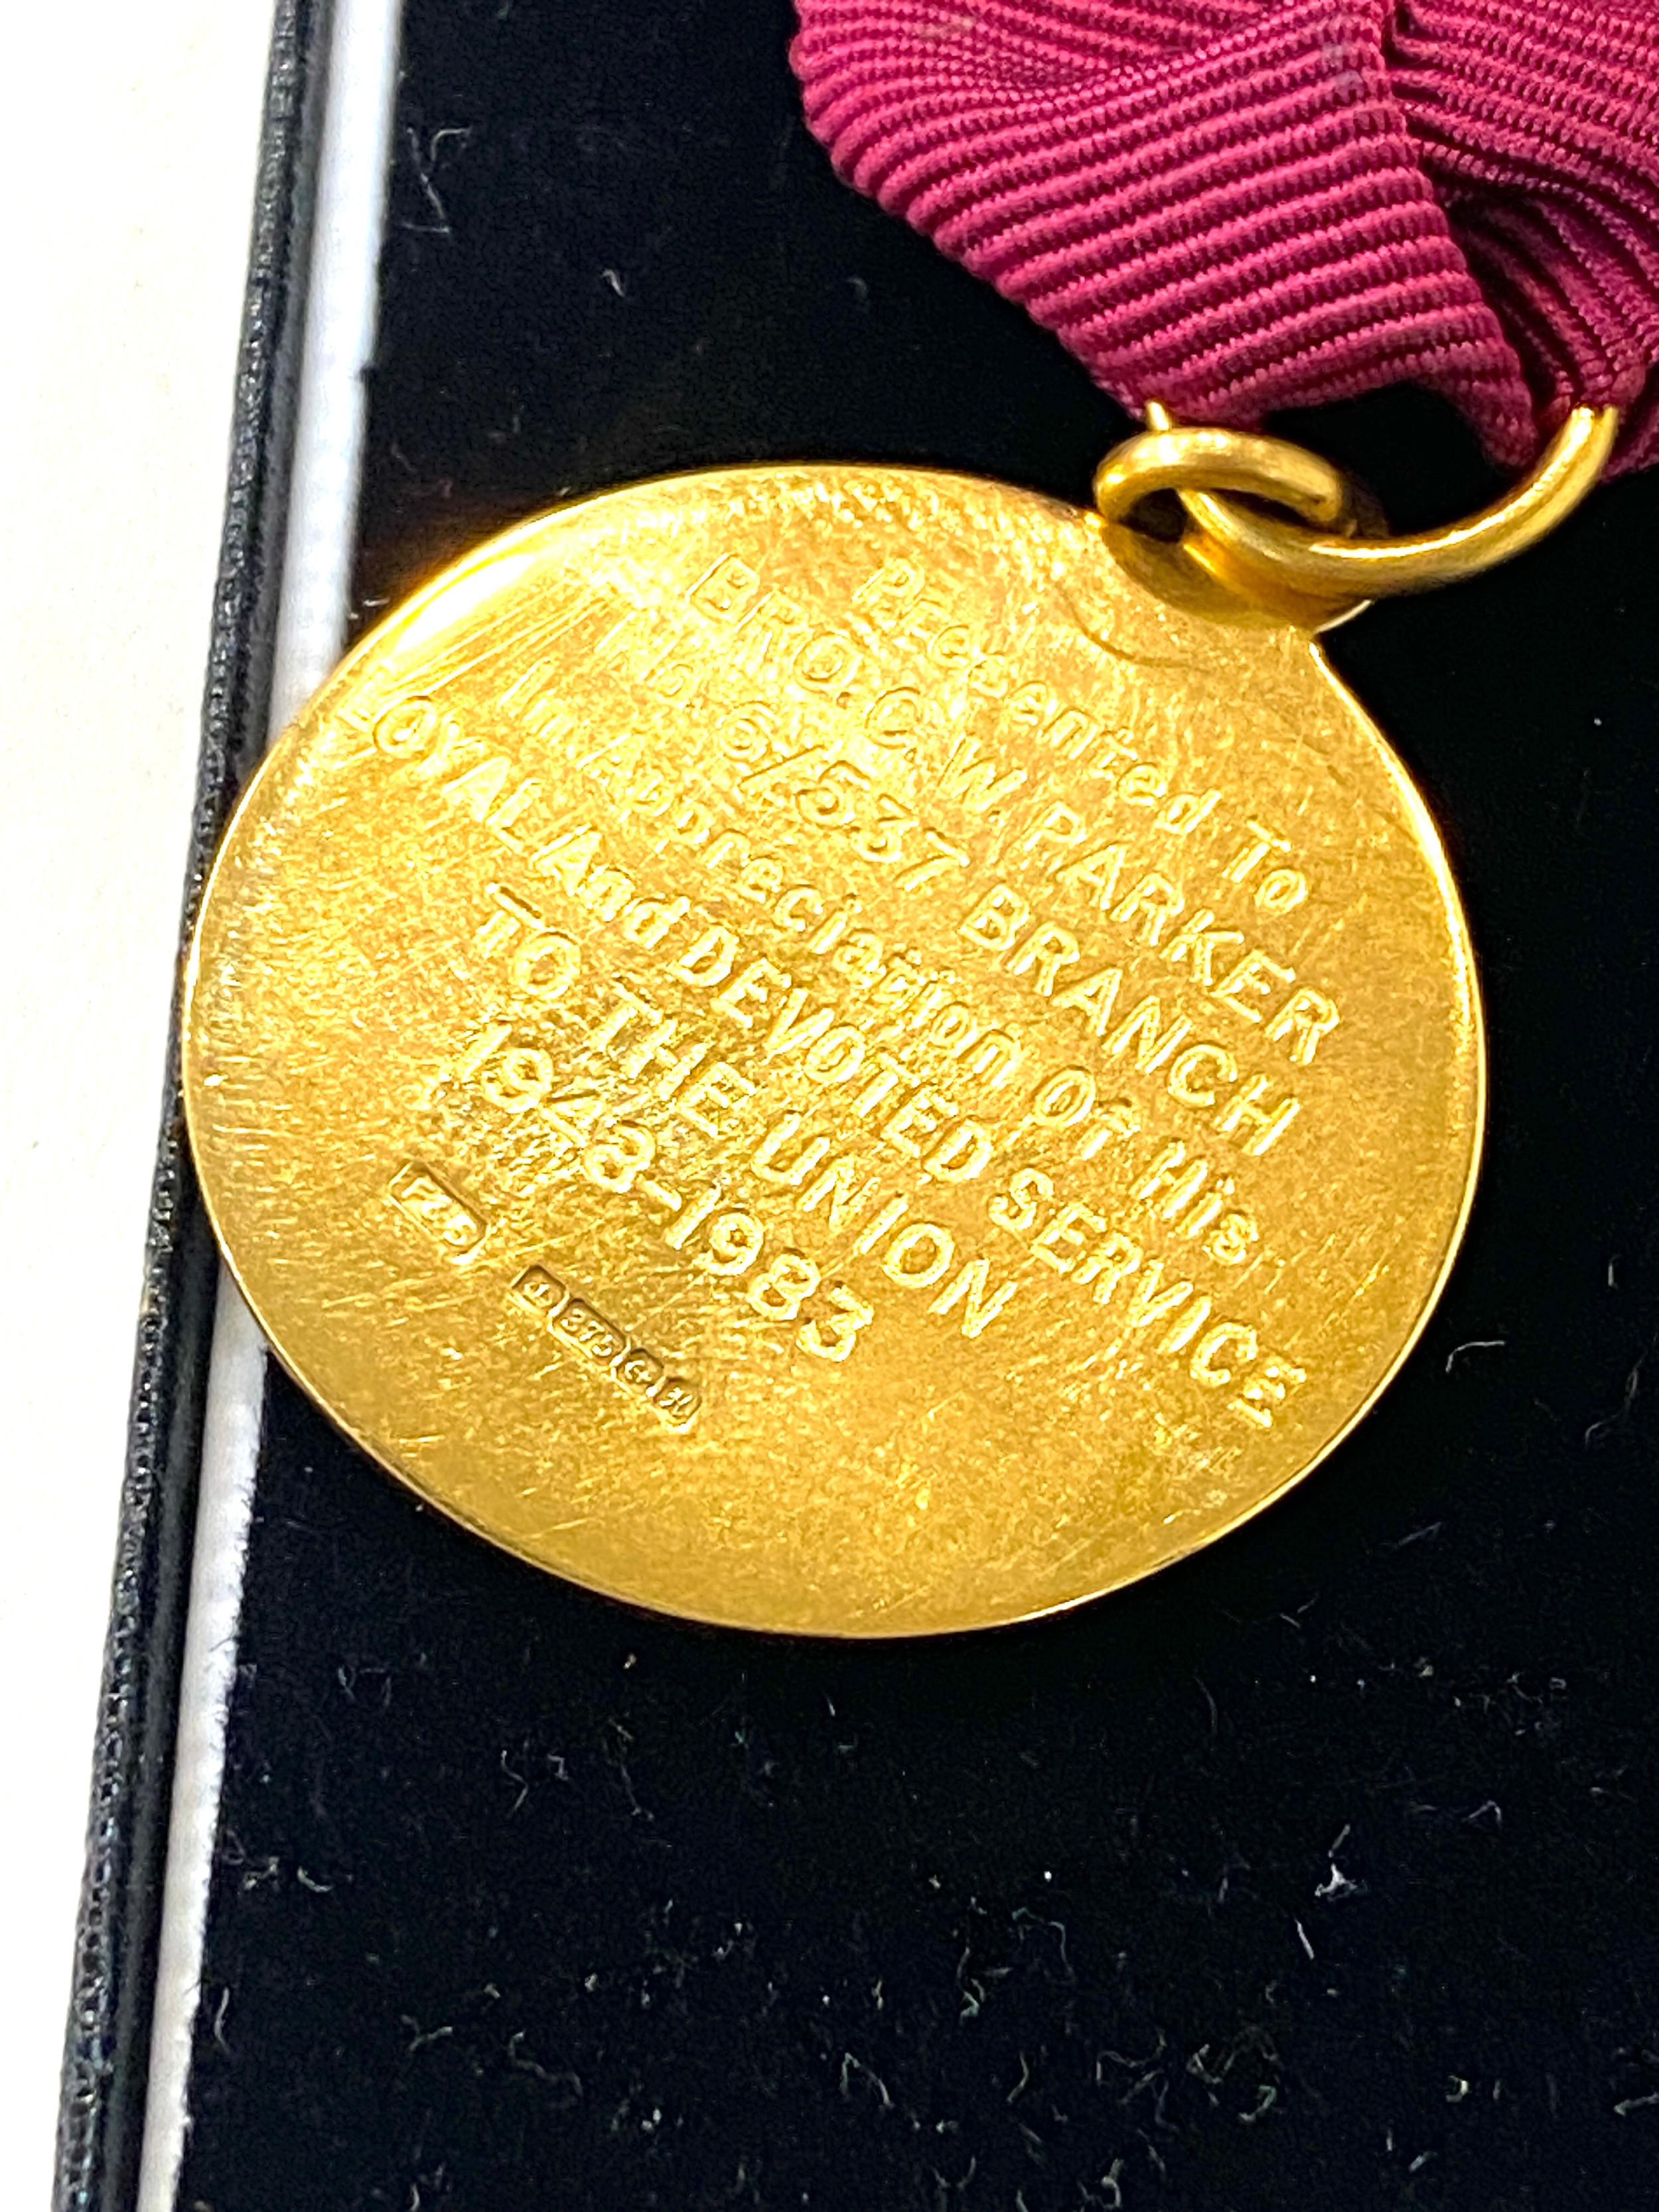 Presented To
BRO. C. W. PARKER
No. 6/537 BRANCH
In Appreciation Of His
LOYAL And DEVOTED SERVICE
TO THE UNION
1943-1983
375